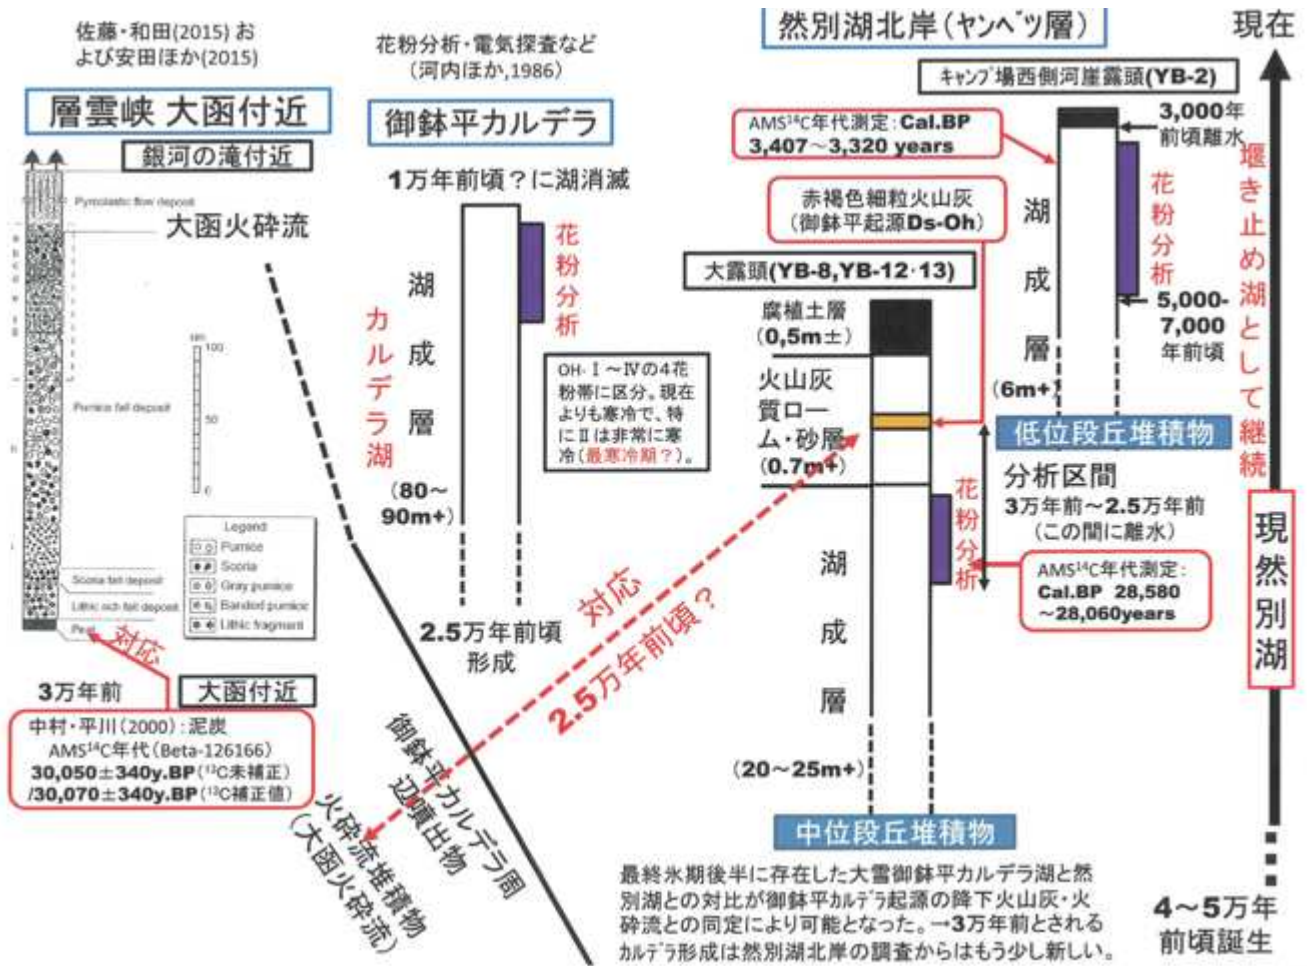 佐藤・和田(2015) お
よび安田ほか(2015)
層雲峡 大函付近
銀河の滝付近
Pyroclastic flow deposit
大函火砕流
cm
100
50
0
Pumice fall deposit
Legend
Pumice
Scoria
Gray pumice
Banded pumice
Lithic fragment
Scoria fall deposit
Lithic rich fall deposit
Peat
対応
3万年前
大函付近
中村・平川(2000):泥炭
AMS¹⁴C年代(Beta-126166)
30,050±340y.BP(¹³C未補正)
/30,070±340y.BP(¹³C補正値)
花粉分析・電気探査など
(河内ほか,1986)
御鉢平カルデラ
1万年前頃?に湖消滅
カルデラ湖
湖成層
(80～
90m+)
花粉分析
OH-Ⅰ～Ⅳの4花
粉帯に区分。現在
よりも寒冷で、特
にⅡは非常に寒
冷(最寒冷期?)。
2.5万年前頃
形成
御鉢平カルデラ周
辺噴出物
火砕流堆積物
(大函火砕流)
対応
2.5万年前頃?
然別湖北岸(ヤンベツ層)
キャンプ場西側河崖露頭(YB-2)
AMS¹⁴C年代測定:Cal.BP
3,407～3,320 years
3,000年
前頃離水
湖成層
(6m+)
花粉分析
5,000-
7,000
年前頃
低位段丘堆積物
赤褐色細粒火山灰
(御鉢平起源Ds-Oh)
大露頭(YB-8,YB-12・13)
腐植土層
(0,5m±)
火山灰
質ロー
ム・砂層
(0.7m+)
湖成層
(20～25m+)
花粉分析
分析区間
3万年前～2.5万年前
(この間に離水)
AMS¹⁴C年代測定:
Cal.BP 28,580
～28,060years
中位段丘堆積物
最終氷期後半に存在した大雪御鉢平カルデラ湖と然
別湖との対比が御鉢平カルデラ起源の降下火山灰・火
砕流との同定により可能となった。→3万年前とされる
カルデラ形成は然別湖北岸の調査からはもう少し新しい。
現在
堰き止め湖として継続
現然別湖
4～5万年
前頃誕生